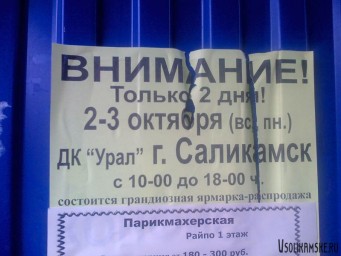 ВНИМАНИЕ!
Только 2 дня!
2-3 октября (вс. пн.)
ДК "Урал" г. Саликамск
с 10-00 до 18-00 ч.
состоится грандиозная ярмарка-распродажа
Парикмахерская
Райпо 1 этаж
180 - 300 руб.
USOLKAMSKE.RU